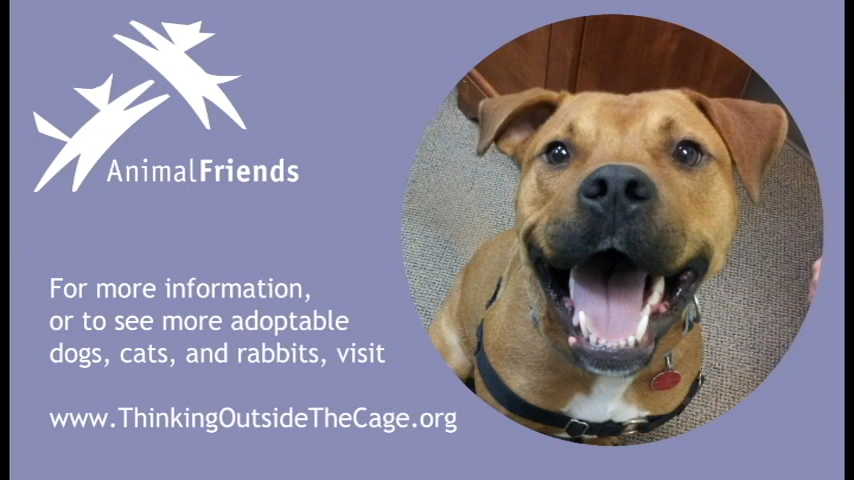 AnimalFriends
For more information,
or to see more adoptable
dogs, cats, and rabbits, visit
www.ThinkingOutsideTheCage.org